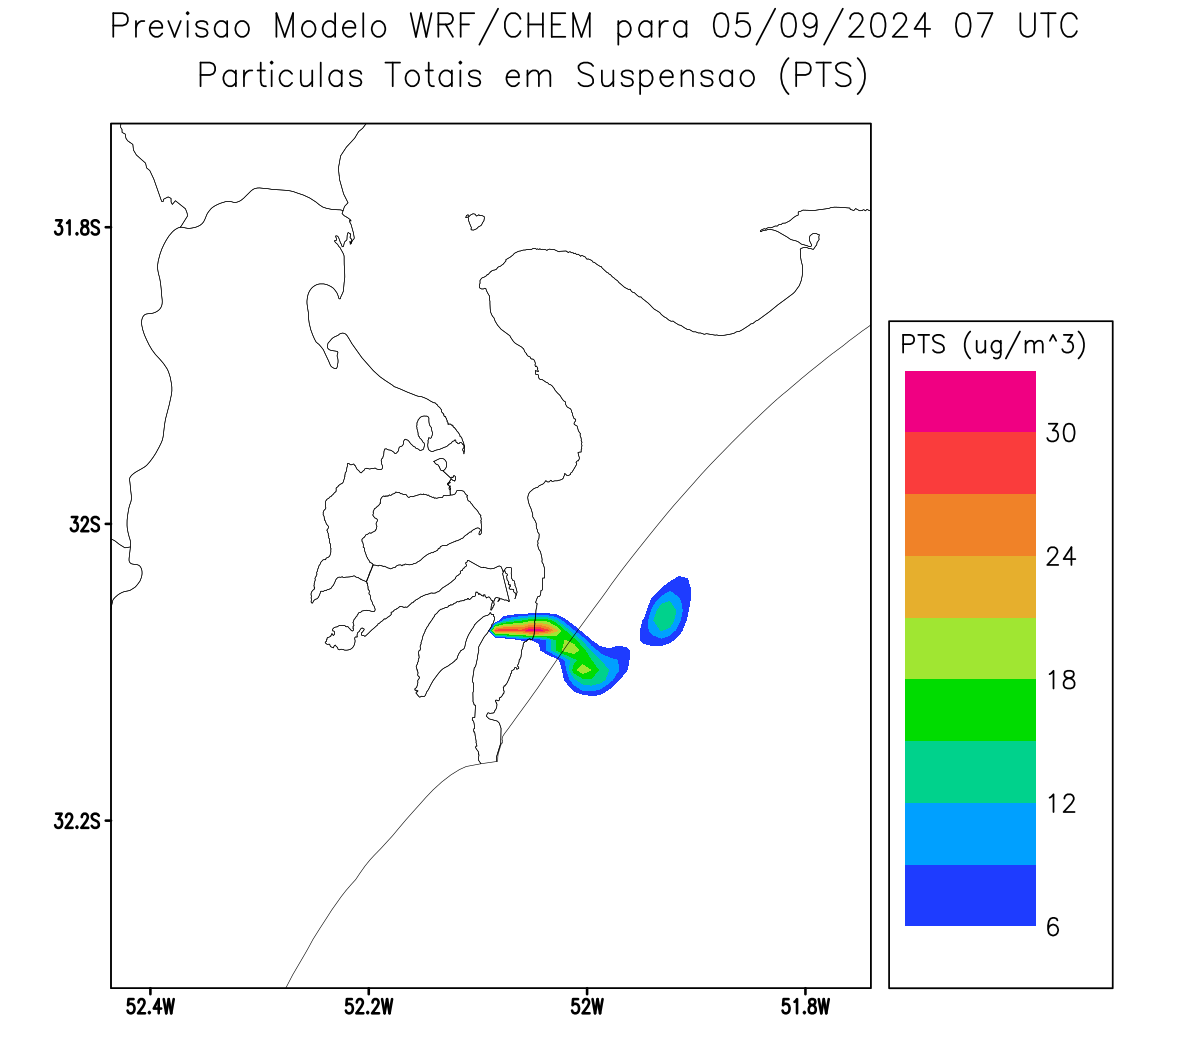 Previsao Modelo WRF/CHEM para 05/09/2024 07 UTC
Particulas Totais em Suspensao (PTS)
31.8S
32S
32.2S
52.4W
52.2W
52W
51.8W
PTS (ug/m^3)
30
24
18
12
6